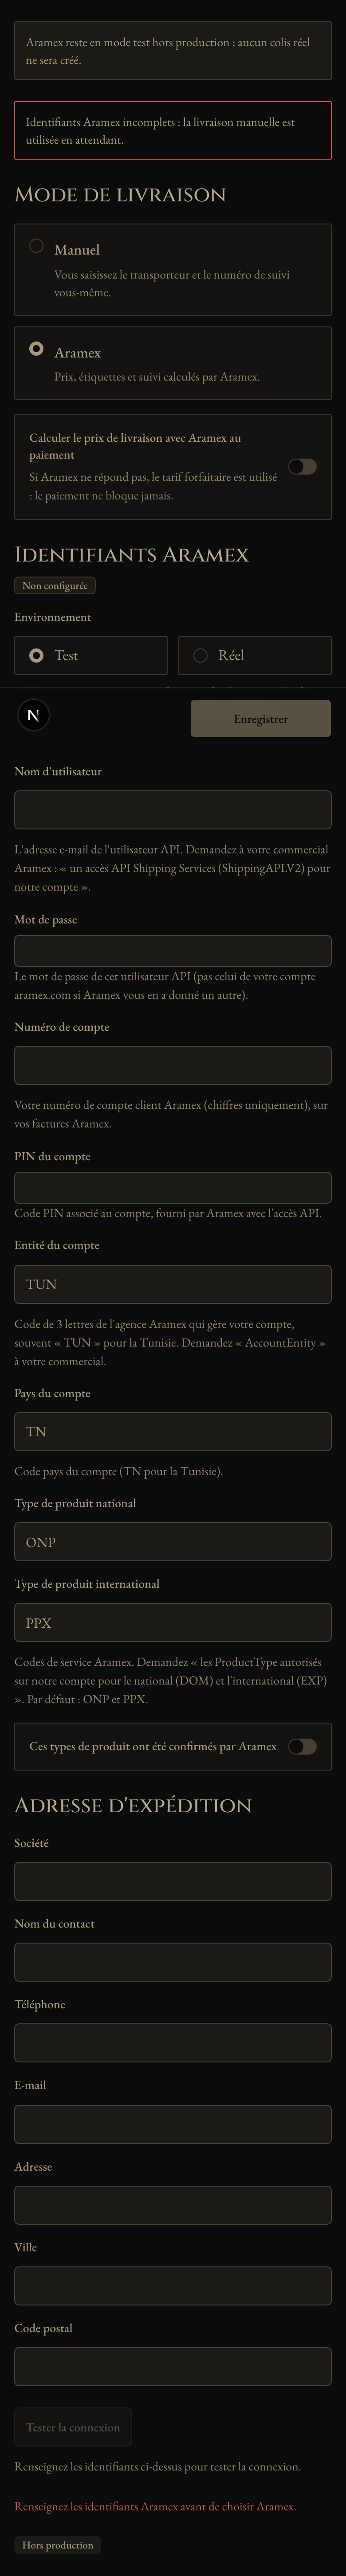 Aramex reste en mode test hors production : aucun colis réel
ne sera créé.
Identifiants Aramex incomplets : la livraison manuelle est
utilisée en attendant.
Mode de livraison
Manuel
Vous saisissez le transporteur et le numéro de suivi
vous-même.
Aramex
Prix, étiquettes et suivi calculés par Aramex.
Calculer le prix de livraison avec Aramex au
paiement
Si Aramex ne répond pas, le tarif forfaitaire est utilisé
: le paiement ne bloque jamais.
Identifiants Aramex
Non configurée
Environnement
Test
Réel
N
Enregistrer
Nom d'utilisateur
L'adresse e-mail de l'utilisateur API. Demandez à votre commercial
Aramex : « un accès API Shipping Services (ShippingAPI.V2) pour
notre compte ».
Mot de passe
Le mot de passe de cet utilisateur API (pas celui de votre compte
aramex.com si Aramex vous en a donné un autre).
Numéro de compte
Votre numéro de compte client Aramex (chiffres uniquement), sur
vos factures Aramex.
PIN du compte
Code PIN associé au compte, fourni par Aramex avec l'accès API.
Entité du compte
TUN
Code de 3 lettres de l'agence Aramex qui gère votre compte,
souvent « TUN » pour la Tunisie. Demandez « AccountEntity »
à votre commercial.
Pays du compte
TN
Code pays du compte (TN pour la Tunisie).
Type de produit national
ONP
Type de produit international
PPX
Codes de service Aramex. Demandez « les ProductType autorisés
sur notre compte pour le national (DOM) et l'international (EXP)
». Par défaut : ONP et PPX.
Ces types de produit ont été confirmés par Aramex
Adresse d'expédition
Société
Nom du contact
Téléphone
E-mail
Adresse
Ville
Code postal
Tester la connexion
Renseignez les identifiants ci-dessus pour tester la connexion.
Renseignez les identifiants Aramex avant de choisir Aramex.
Hors production